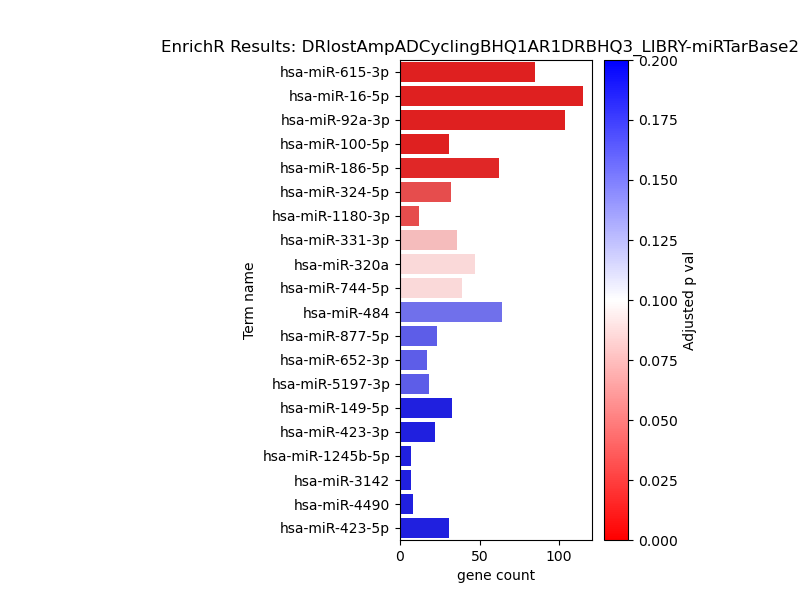 EnrichR Results: DRlostAmpADCyclingBHQ1AR1DRBHQ3_LIBRY-miRTarBase2
hsa-miR-615-3p
hsa-miR-16-5p
hsa-miR-92a-3p
hsa-miR-100-5p
hsa-miR-186-5p
hsa-miR-324-5p
hsa-miR-1180-3p
hsa-miR-331-3p
hsa-miR-320a
hsa-miR-744-5p
hsa-miR-484
hsa-miR-877-5p
hsa-miR-652-3p
hsa-miR-5197-3p
hsa-miR-149-5p
hsa-miR-423-3p
hsa-miR-1245b-5p
hsa-miR-3142
hsa-miR-4490
hsa-miR-423-5p
Term name
0 50 100
gene count
0.200
0.175
0.150
0.125
0.100
0.075
0.050
0.025
0.000
Adjusted p val